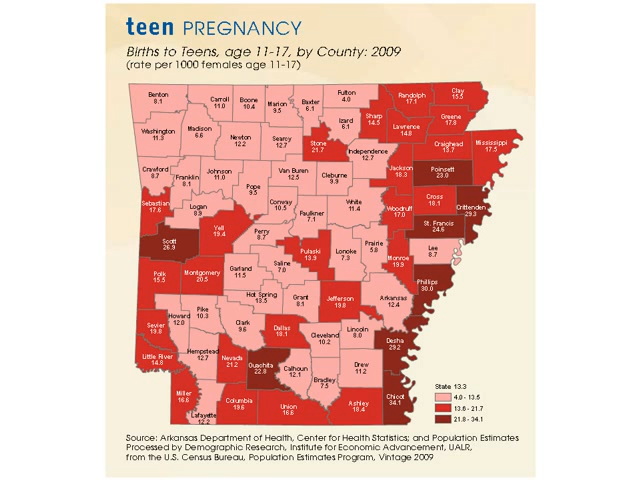 teen PREGNANCY
Births to Teens, age 11-17, by County: 2009
(rate per 1000 females age 11-17)
Benton
8.1
Carroll
11.0
Boone
10.4
Marion
9.5
Baxter
6.1
Fulton
4.0
Randolph
17.1
Clay
15.5
Washington
11.3
Madison
6.6
Newton
12.2
Searcy
12.7
Stone
21.7
Izard
6.1
Sharp
14.5
Lawrence
14.8
Greene
17.8
Independence
12.7
Craighead
13.7
Mississippi
17.5
Crawford
8.7
Franklin
8.1
Johnson
11.0
Pope
9.5
Van Buren
12.5
Cleburne
9.9
Jackson
18.3
Poinsett
23.0
Sebastian
17.6
Logan
8.9
Conway
10.5
Faulkner
7.1
White
11.4
Woodruff
17.0
Cross
18.1
Crittenden
29.3
Scott
26.9
Yell
19.4
Perry
8.7
Pulaski
13.9
Lonoke
7.3
Prairie
5.8
Monroe
19.9
St. Francis
24.6
Lee
8.7
Polk
15.5
Montgomery
20.5
Garland
11.5
Saline
7.0
Phillips
30.0
Hot Spring
13.5
Grant
8.1
Jefferson
19.8
Arkansas
12.4
Sevier
19.8
Howard
12.0
Pike
10.3
Clark
9.6
Dallas
18.1
Cleveland
10.2
Lincoln
8.0
Desha
29.2
Little River
14.8
Hempstead
12.7
Nevada
21.2
Ouachita
22.8
Calhoun
12.1
Bradley
7.5
Drew
11.2
Miller
16.6
Lafayette
12.2
Columbia
19.6
Union
16.6
Ashley
18.4
Chicot
34.1
State 13.3
4.0 - 13.5
13.6 - 21.7
21.8 - 34.1
Source: Arkansas Department of Health, Center for Health Statistics; and Population Estimates
Processed by Demographic Research, Institute for Economic Advancement, UALR,
from the U.S. Census Bureau, Population Estimates Program, Vintage 2009